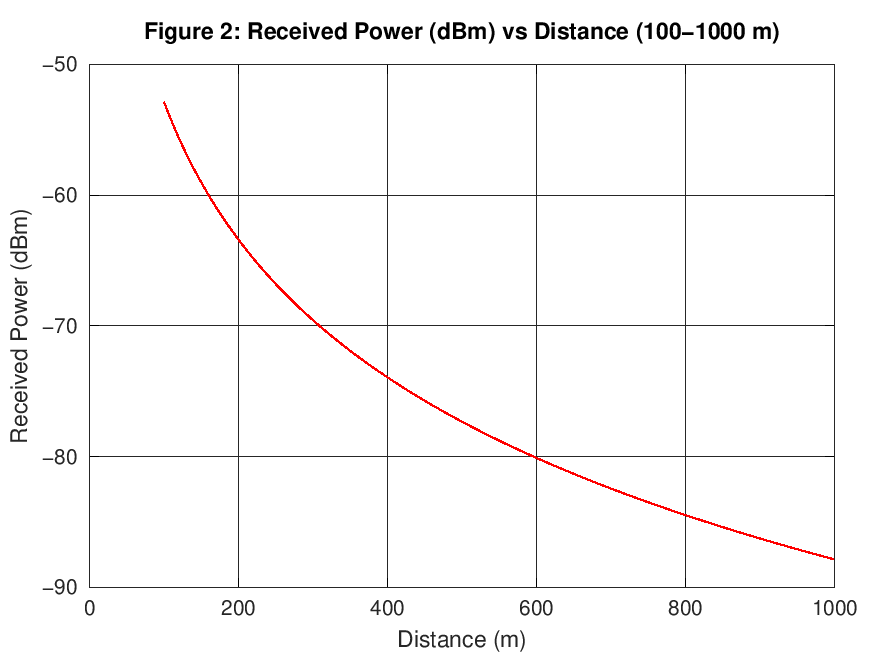 Figure 2: Received Power (dBm) vs Distance (100−1000 m)
−50
−60
−70
−80
−90
Received Power (dBm)
0 200 400 600 800 1000
Distance (m)